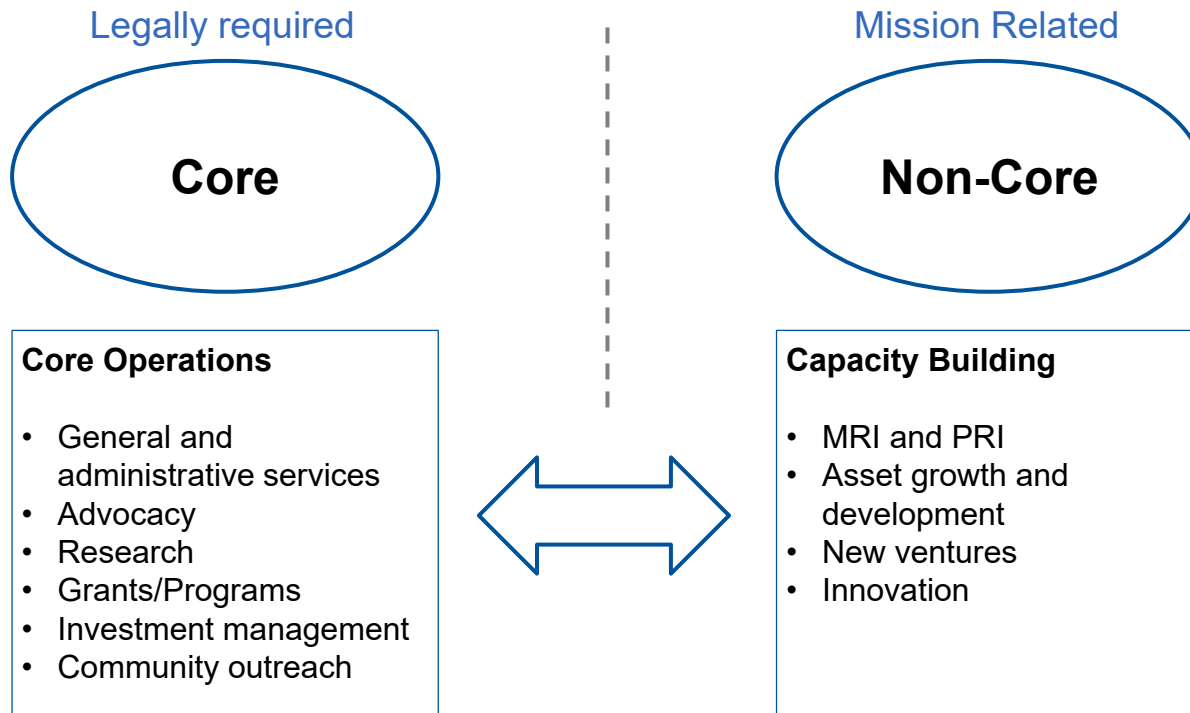 Legally required
Core
Core Operations
• General and
administrative services
• Advocacy
• Research
• Grants/Programs
• Investment management
• Community outreach
Mission Related
Non-Core
Capacity Building
• MRI and PRI
• Asset growth and
development
• New ventures
• Innovation